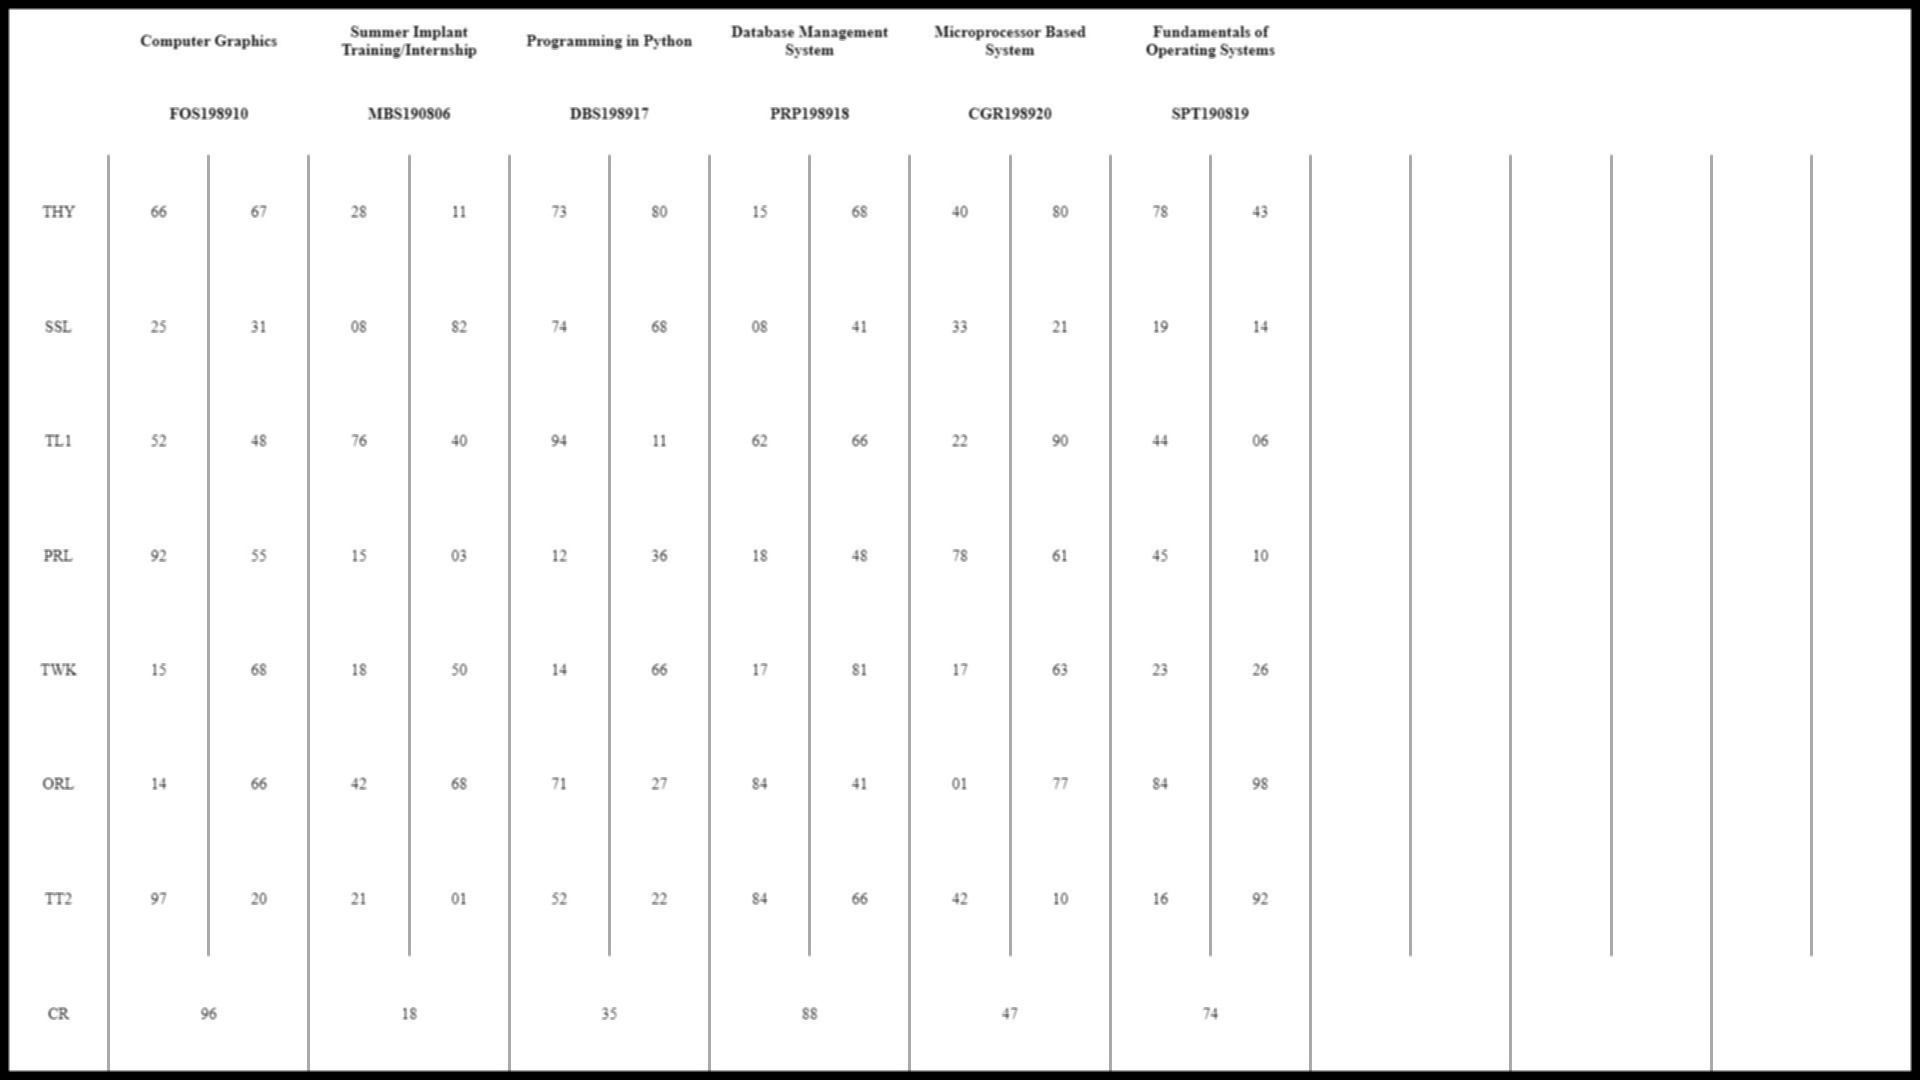 Computer Graphics Summer Implant Training/Internship Programming in Python Database Management System Microprocessor Based System Fundamentals of Operating Systems
FOS198910 MBS190806 DBS198917 PRP198918 CGR198920 SPT190819
THY 66 67 28 11 73 80 15 68 40 80 78 43
SSL 25 31 08 82 74 68 08 41 33 21 19 14
TL1 52 48 76 40 94 11 62 66 22 90 44 06
PRL 92 55 15 03 12 36 18 48 78 61 45 10
TWK 15 68 18 50 14 66 17 81 17 63 23 26
ORL 14 66 42 68 71 27 84 41 01 77 84 98
TT2 97 20 21 01 52 22 84 66 42 10 16 92
CR 96 18 35 88 47 74